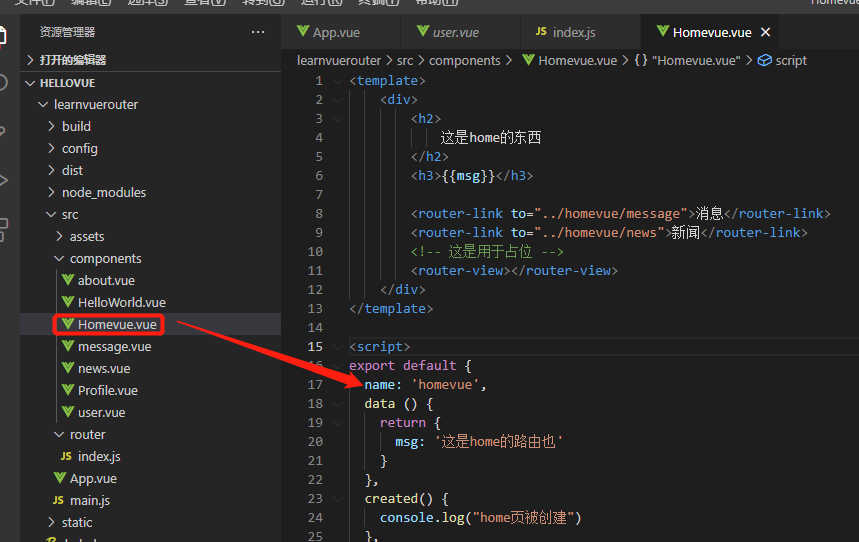 资源管理器
打开的编辑器
HELLOVUE
learnvuerouter
build
config
dist
node_modules
src
assets
components
about.vue
HelloWorld.vue
Homevue.vue
message.vue
news.vue
Profile.vue
user.vue
router
JS index.js
App.vue
JS main.js
static
App.vue user.vue JS index.js Homevue.vue
learnvuerouter > src > components > Homevue.vue > {} "Homevue.vue" > script
1 <template>
2 <div>
3 <h2>
4 这是home的东西
5 </h2>
6 <h3>{{msg}}</h3>
7
8 <router-link to="../homevue/message">消息</router-link>
9 <router-link to="../homevue/news">新闻</router-link>
10 <!-- 这是用于占位 -->
11 <router-view></router-view>
12 </div>
13 </template>
14
15 <script>
16 export default {
17 name: 'homevue',
18 data () {
19 return {
20 msg: '这是home的路由也'
21 }
22 },
23 created() {
24 console.log("home页被创建")
25 },